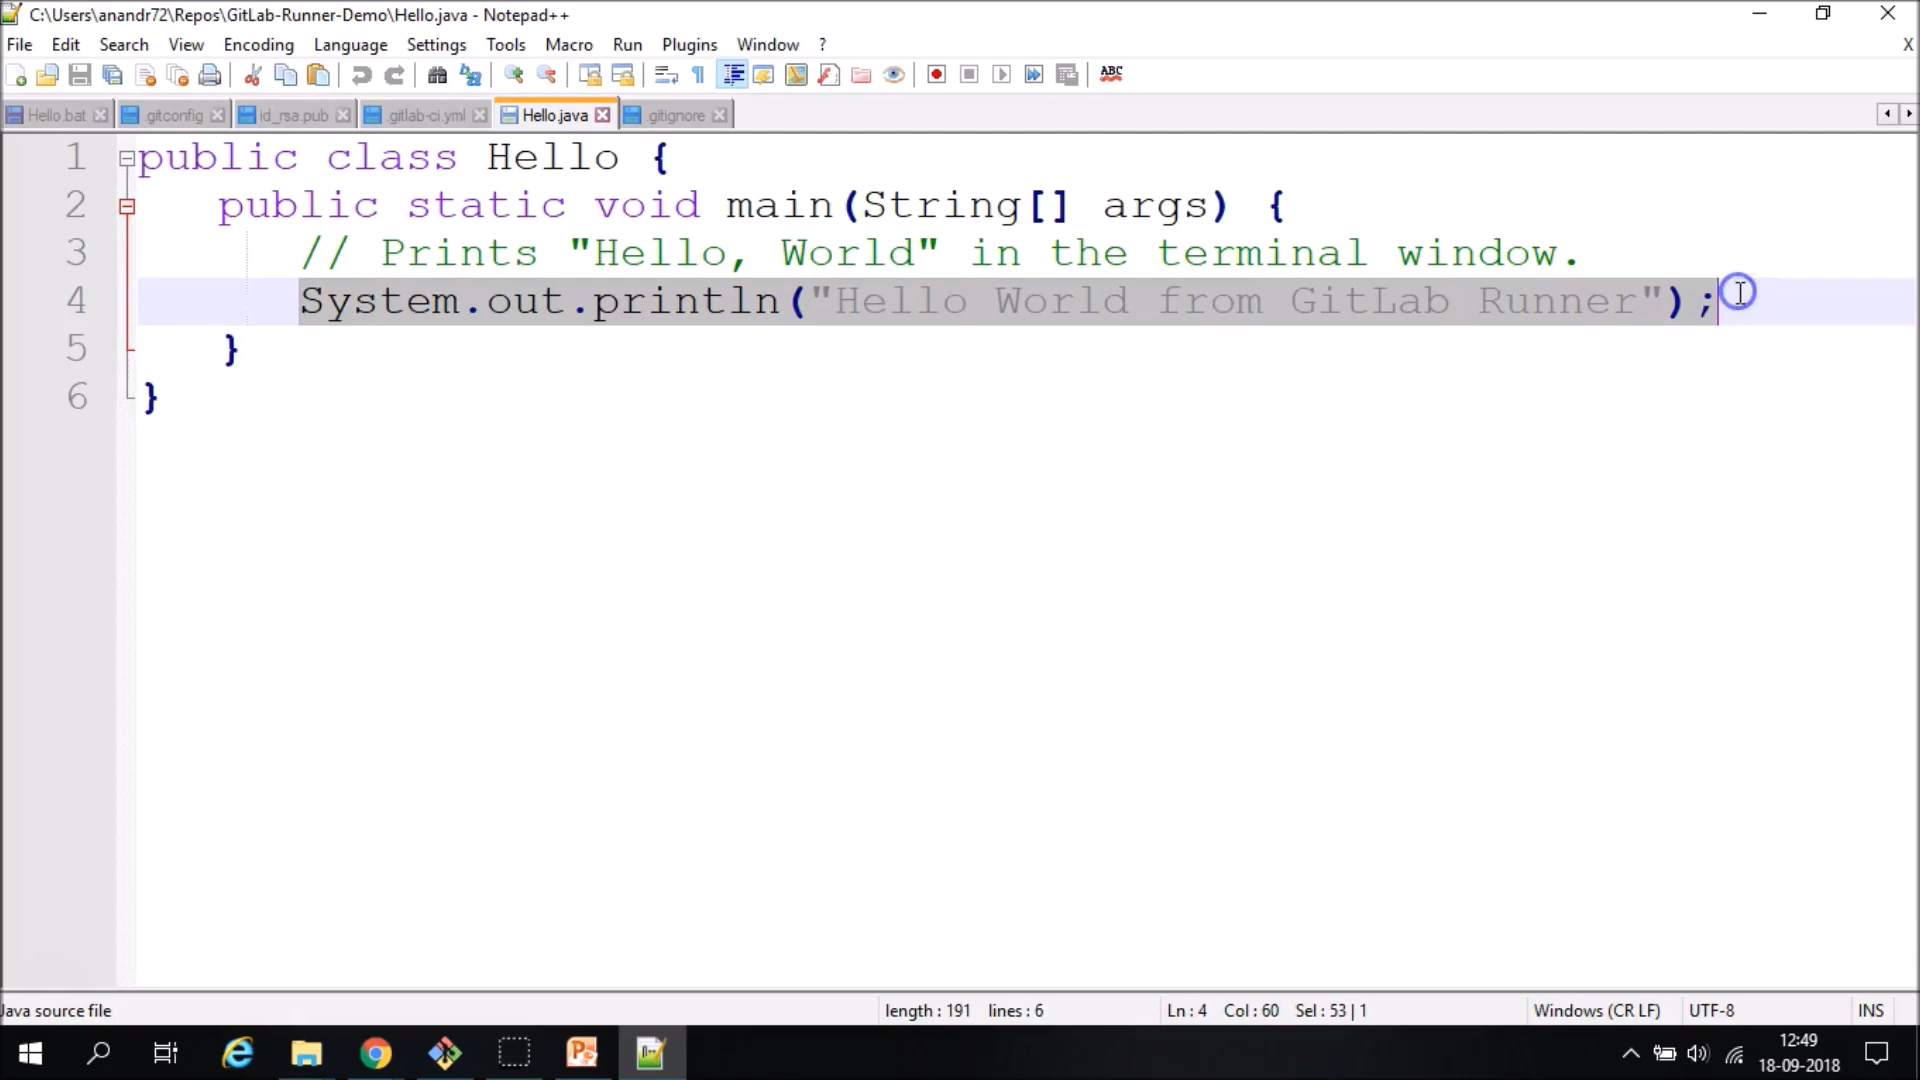 C:\Users\anandr72\Repos\GitLab-Runner-Demo\Hello.java - Notepad++
File Edit Search View Encoding Language Settings Tools Macro Run Plugins Window ? X
ABC
Hello.bat .gitconfig id_rsa.pub .gitlab-ci.yml Hello.java .gitignore
1 public class Hello {
2 public static void main(String[] args) {
3 // Prints "Hello, World" in the terminal window.
4 System.out.println("Hello World from GitLab Runner");
5 }
6 }
Java source file length : 191 lines : 6 Ln : 4 Col : 60 Sel : 53 | 1 Windows (CR LF) UTF-8 INS
12:49
18-09-2018